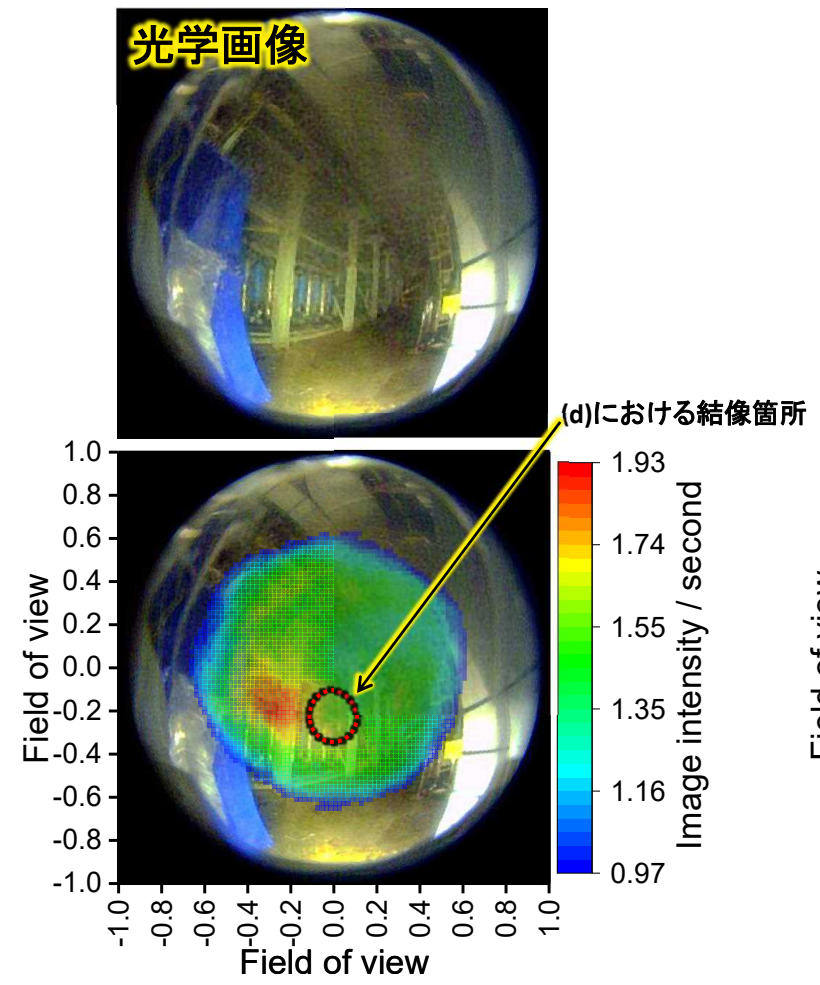 光学画像
(d)における結像箇所
1.0
0.8
0.6
0.4
0.2
0.0
-0.2
-0.4
-0.6
-0.8
-1.0
Field of view
-1.0 -0.8 -0.6 -0.4 -0.2 0.0 0.2 0.4 0.6 0.8 1.0
Field of view
1.93
1.74
1.55
1.35
1.16
0.97
Image intensity / second
Field of view